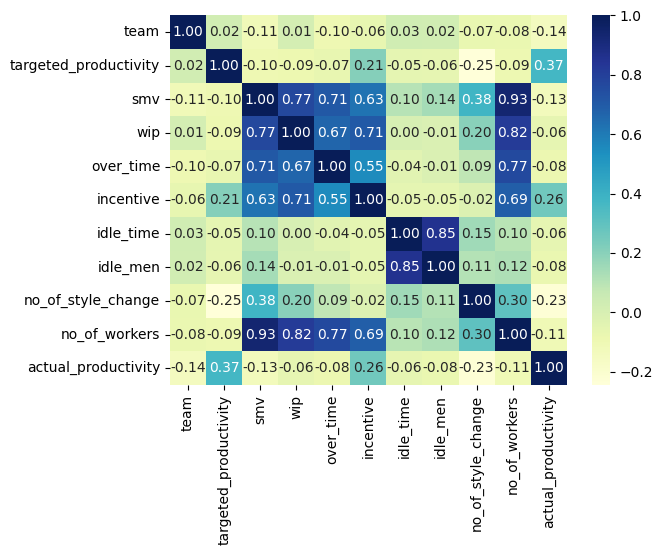 team 1.00 0.02 -0.11 0.01 -0.10 -0.06 0.03 0.02 -0.07 -0.08 -0.14
targeted_productivity 0.02 1.00 -0.10 -0.09 -0.07 0.21 -0.05 -0.06 -0.25 -0.09 0.37
smv -0.11 -0.10 1.00 0.77 0.71 0.63 0.10 0.14 0.38 0.93 -0.13
wip 0.01 -0.09 0.77 1.00 0.67 0.71 0.00 -0.01 0.20 0.82 -0.06
over_time -0.10 -0.07 0.71 0.67 1.00 0.55 -0.04 -0.01 0.09 0.77 -0.08
incentive -0.06 0.21 0.63 0.71 0.55 1.00 -0.05 -0.05 -0.02 0.69 0.26
idle_time 0.03 -0.05 0.10 0.00 -0.04 -0.05 1.00 0.85 0.15 0.10 -0.06
idle_men 0.02 -0.06 0.14 -0.01 -0.01 -0.05 0.85 1.00 0.11 0.12 -0.08
no_of_style_change -0.07 -0.25 0.38 0.20 0.09 -0.02 0.15 0.11 1.00 0.30 -0.23
no_of_workers -0.08 -0.09 0.93 0.82 0.77 0.69 0.10 0.12 0.30 1.00 -0.11
actual_productivity -0.14 0.37 -0.13 -0.06 -0.08 0.26 -0.06 -0.08 -0.23 -0.11 1.00
team
targeted_productivity
smv
wip
over_time
incentive
idle_time
idle_men
no_of_style_change
no_of_workers
actual_productivity
1.0
0.8
0.6
0.4
0.2
0.0
−0.2